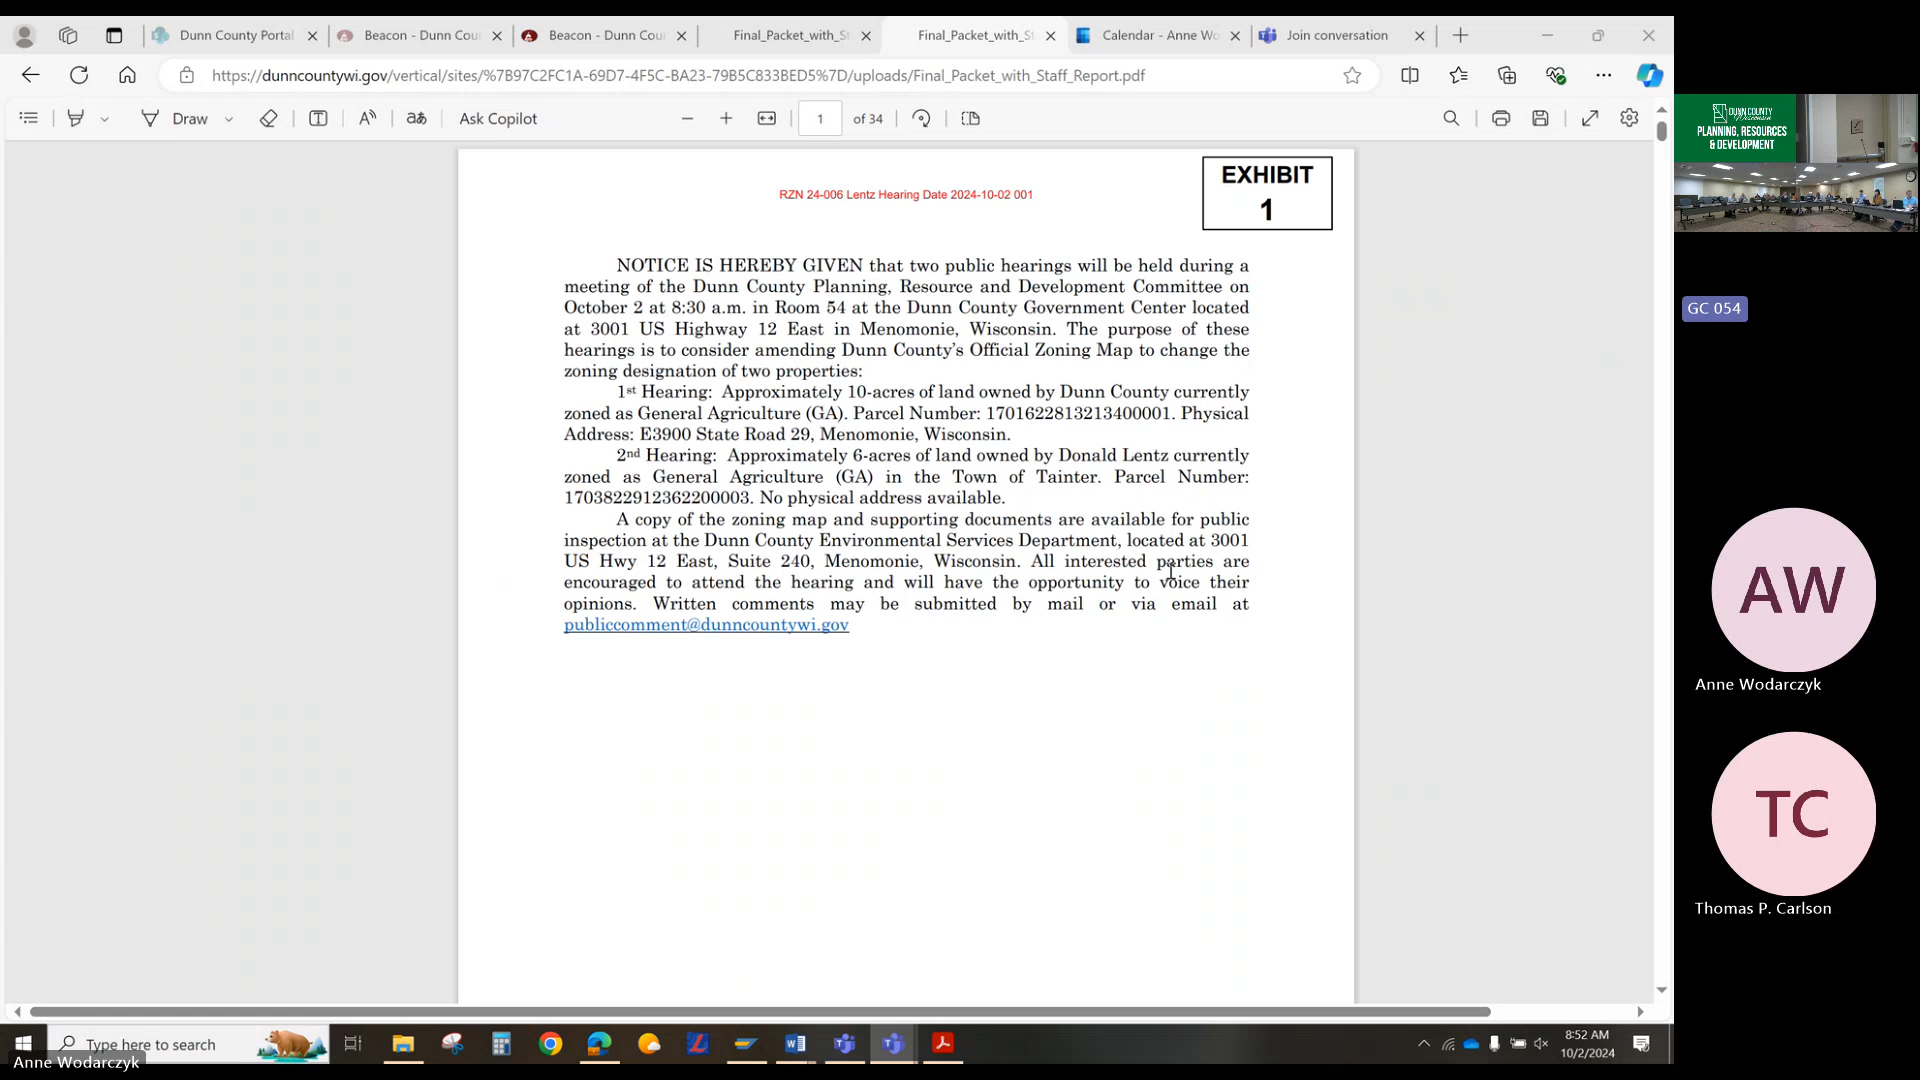 Dunn County Portal
Beacon - Dunn Cou
Beacon - Dunn Cou
Final_Packet_with_St
Final_Packet_with_St
Calendar - Anne Wo
Join conversation
https://dunncountywi.gov/vertical/sites/%7B97C2FC1A-69D7-4F5C-BA23-79B5C833BED5%7D/uploads/Final_Packet_with_Staff_Report.pdf
Draw
Ask Copilot
1 of 34
DUNN COUNTY
Wisconsin
PLANNING, RESOURCES
& DEVELOPMENT
EXHIBIT
1
RZN 24-006 Lentz Hearing Date 2024-10-02 001
NOTICE IS HEREBY GIVEN that two public hearings will be held during a
meeting of the Dunn County Planning, Resource and Development Committee on
October 2 at 8:30 a.m. in Room 54 at the Dunn County Government Center located
at 3001 US Highway 12 East in Menomonie, Wisconsin. The purpose of these
hearings is to consider amending Dunn County's Official Zoning Map to change the
zoning designation of two properties:
1st Hearing: Approximately 10-acres of land owned by Dunn County currently
zoned as General Agriculture (GA). Parcel Number: 1701622813213400001. Physical
Address: E3900 State Road 29, Menomonie, Wisconsin.
2nd Hearing: Approximately 6-acres of land owned by Donald Lentz currently
zoned as General Agriculture (GA) in the Town of Tainter. Parcel Number:
1703822912362200003. No physical address available.
A copy of the zoning map and supporting documents are available for public
inspection at the Dunn County Environmental Services Department, located at 3001
US Hwy 12 East, Suite 240, Menomonie, Wisconsin. All interested parties are
encouraged to attend the hearing and will have the opportunity to voice their
opinions. Written comments may be submitted by mail or via email at
publiccomment@dunncountywi.gov
GC 054
AW
Anne Wodarczyk
TC
Thomas P. Carlson
Type here to search
8:52 AM
10/2/2024
Anne Wodarczyk